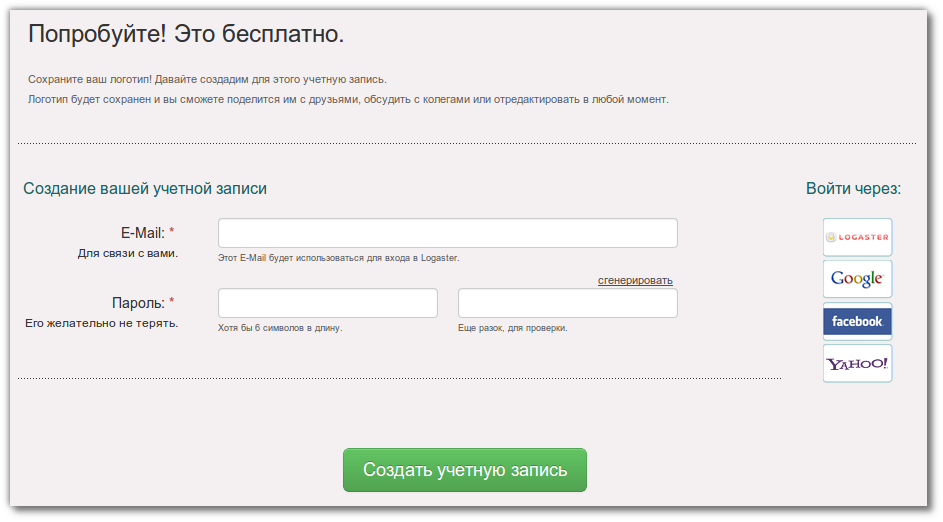 Попробуйте! Это бесплатно.
Сохраните ваш логотип! Давайте создадим для этого учетную запись.
Логотип будет сохранен и вы сможете поделится им с друзьями, обсудить с колегами или отредактировать в любой момент.
Создание вашей учетной записи
Войти через:
E-Mail: *
Для связи с вами.
Этот E-Mail будет использоваться для входа в Logaster.
LOGASTER
Google
сгенерировать
Пароль: *
Его желательно не терять.
Хотя бы 6 символов в длину.
Еще разок, для проверки.
facebook
YAHOO!
Создать учетную запись